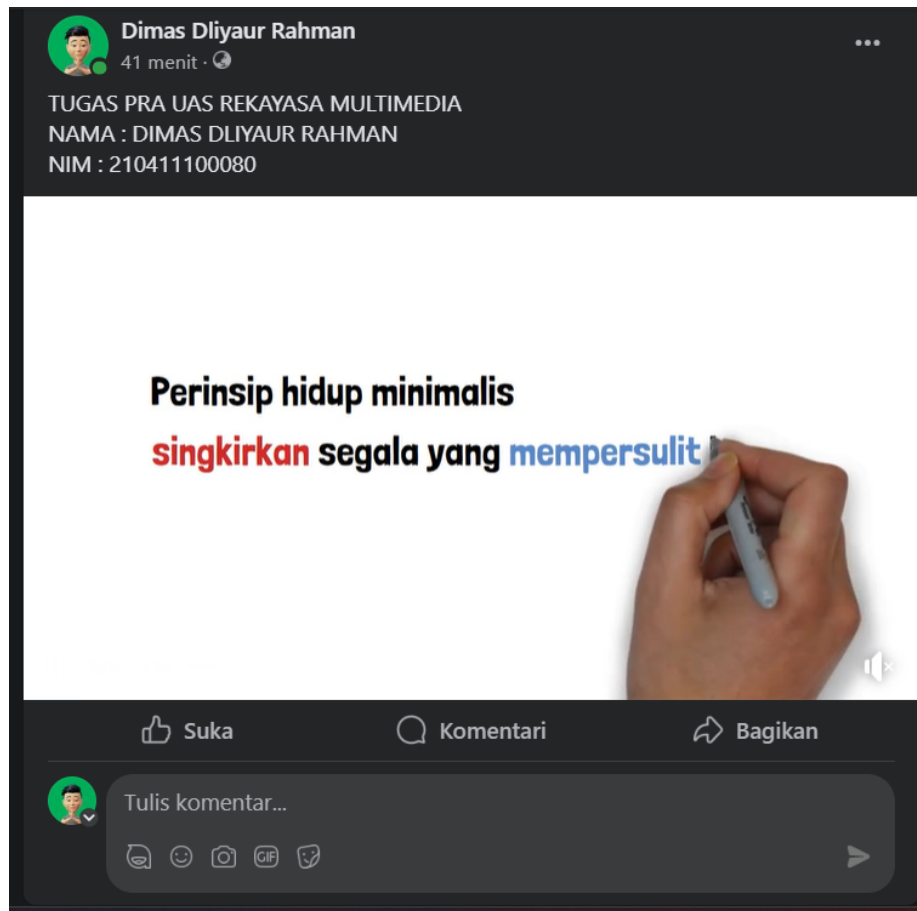 Dimas Dliyaur Rahman
41 menit ·
TUGAS PRA UAS REKAYASA MULTIMEDIA
NAMA : DIMAS DLIYAUR RAHMAN
NIM : 210411100080
Perinsip hidup minimalis
singkirkan segala yang mempersulit
Suka
Komentari
Bagikan
Tulis komentar...
GIF